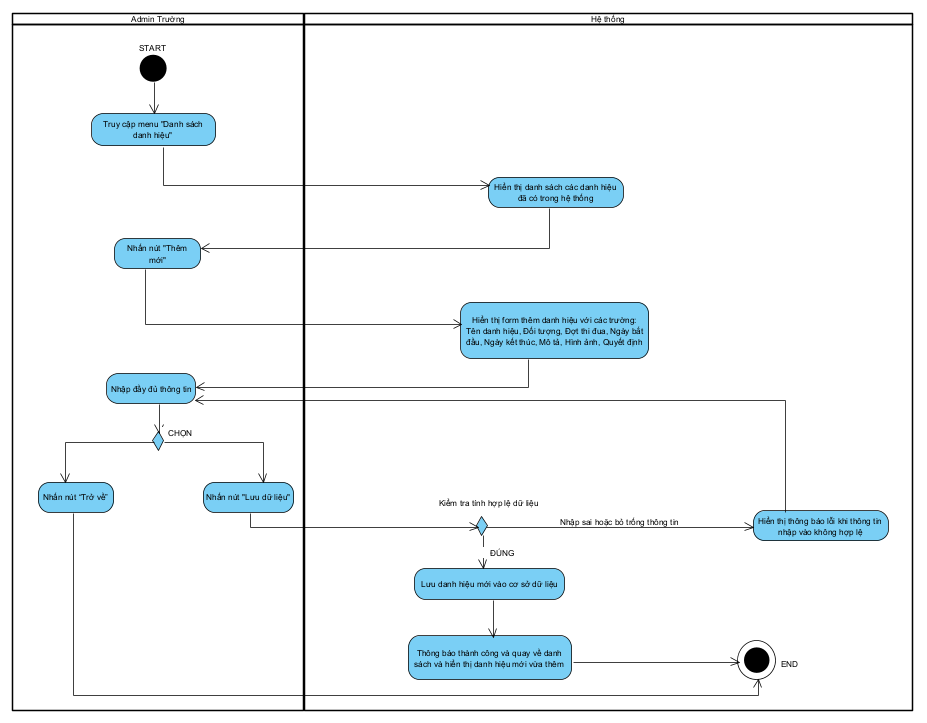 Admin Trường
Hệ thống
START
Truy cập menu "Danh sách
danh hiệu"
Hiển thị danh sách các danh hiệu
đã có trong hệ thống
Nhấn nút "Thêm
mới"
Hiển thị form thêm danh hiệu với các trường:
Tên danh hiệu, Đối tượng, Đợt thi đua, Ngày bắt
đầu, Ngày kết thúc, Mô tả, Hình ảnh, Quyết định
Nhập đầy đủ thông tin
CHỌN
Nhấn nút “Trở về”
Nhấn nút "Lưu dữ liệu"
Kiểm tra tính hợp lệ dữ liệu
Nhập sai hoặc bỏ trống thông tin
Hiển thị thông báo lỗi khi thông tin
nhập vào không hợp lệ
ĐÚNG
Lưu danh hiệu mới vào cơ sở dữ liệu
Thông báo thành công và quay về danh
sách và hiển thị danh hiệu mới vừa thêm
END